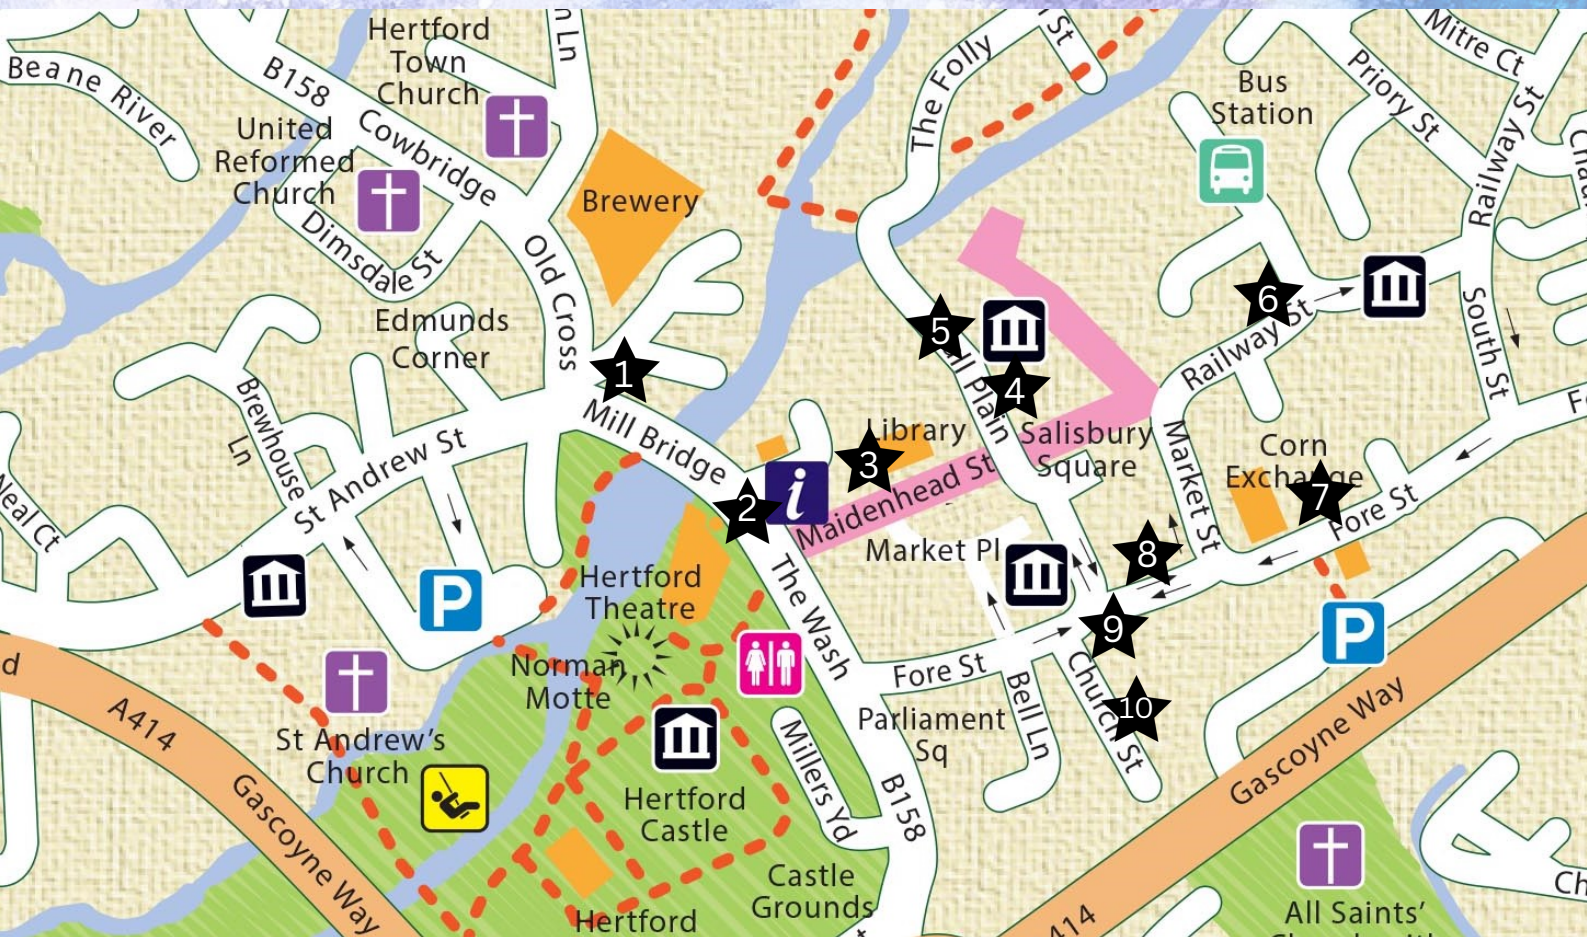 Hertford
Town
Church
Beane River
B158
Cowbridge
United
Reformed
Church
Dimsdale St
Brewery
Old Cross
Edmunds
Corner
The Folly
St
Bus
Station
Mitre Ct
Priory St
Railway St
Railway St
South St
1
2
3
4
5
6
7
8
9
10
Brewhouse
Ln
St Andrew St
Mill Bridge
i
Library
Maidenhead St
Plain
Salisbury
Square
Market St
Corn
Exchange
Fore St
Market Pl
P
Hertford
Theatre
Norman
Motte
The Wash
Fore St
Bell Ln
Church St
Parliament
Sq
P
Gascoyne Way
A414
St Andrew's
Church
Gascoyne Way
Millers Yd
B158
Hertford
Castle
Castle
Grounds
Hertford
414
All Saints'